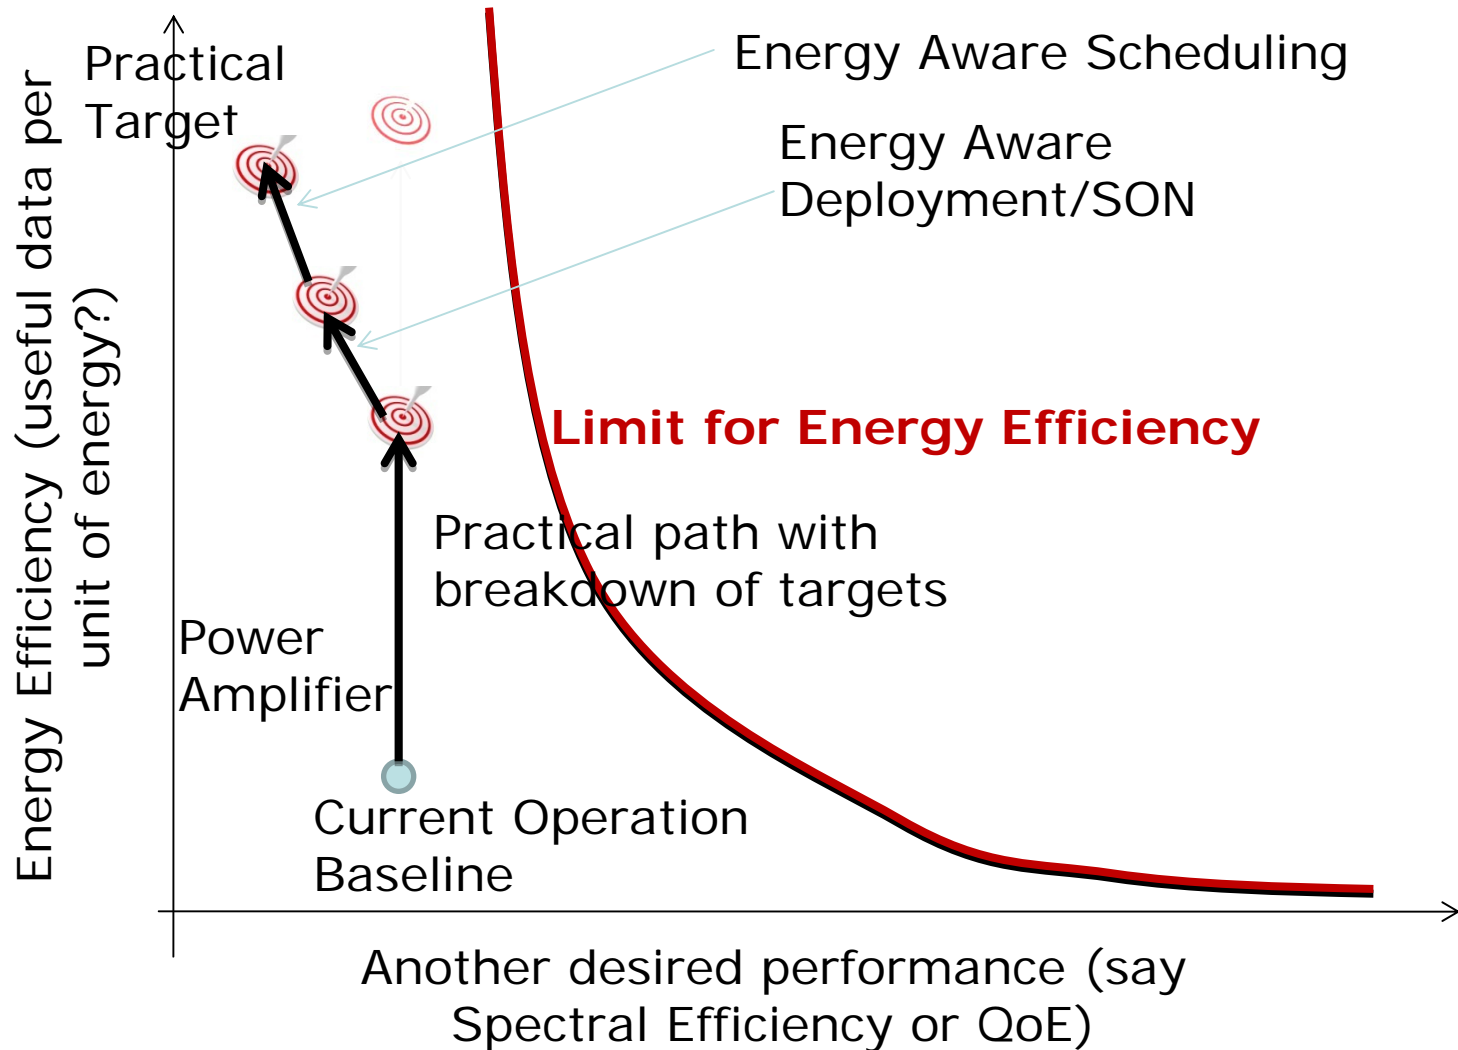 Practical
Target
Energy Aware Scheduling
Energy Aware
Deployment/SON
Energy Efficiency (useful data per
unit of energy?)
Limit for Energy Efficiency
Practical path with
breakdown of targets
Power
Amplifier
Current Operation
Baseline
Another desired performance (say
Spectral Efficiency or QoE)